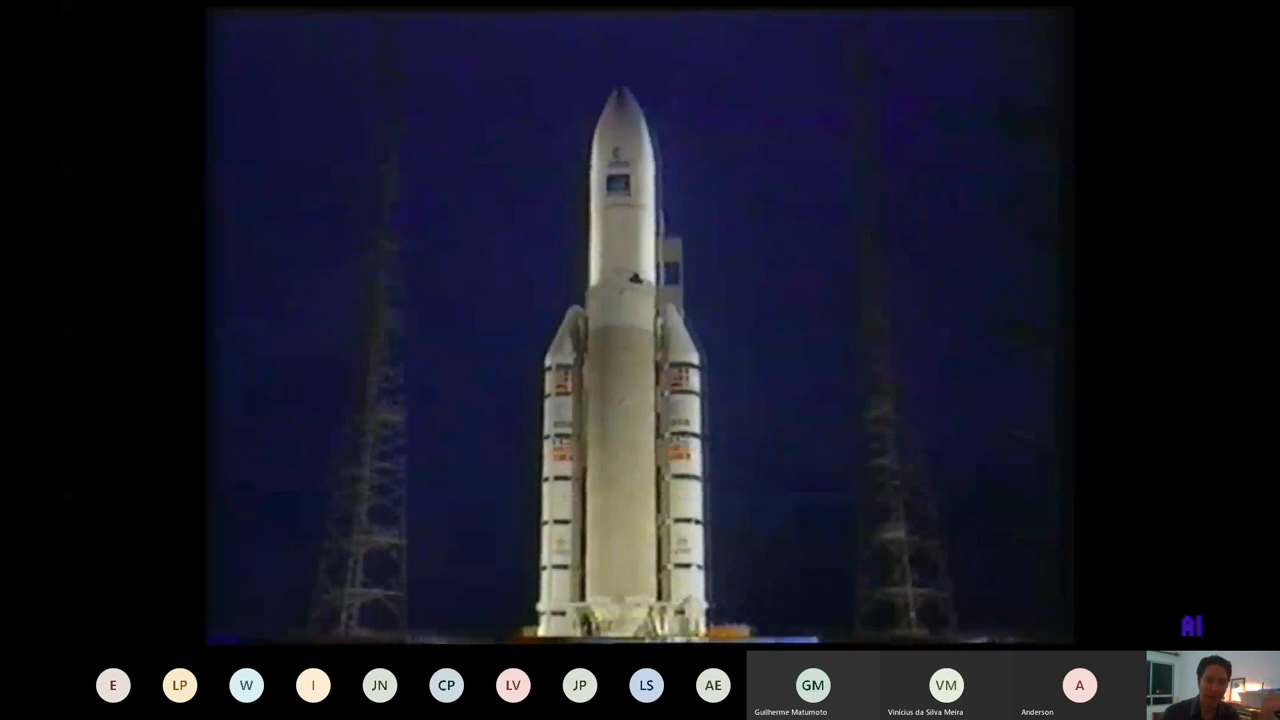 AI
E
LP
W
I
JN
CP
LV
JP
LS
AE
GM
VM
A
Guilherme Matumoto
Vinícius da Silva Meira
Anderson